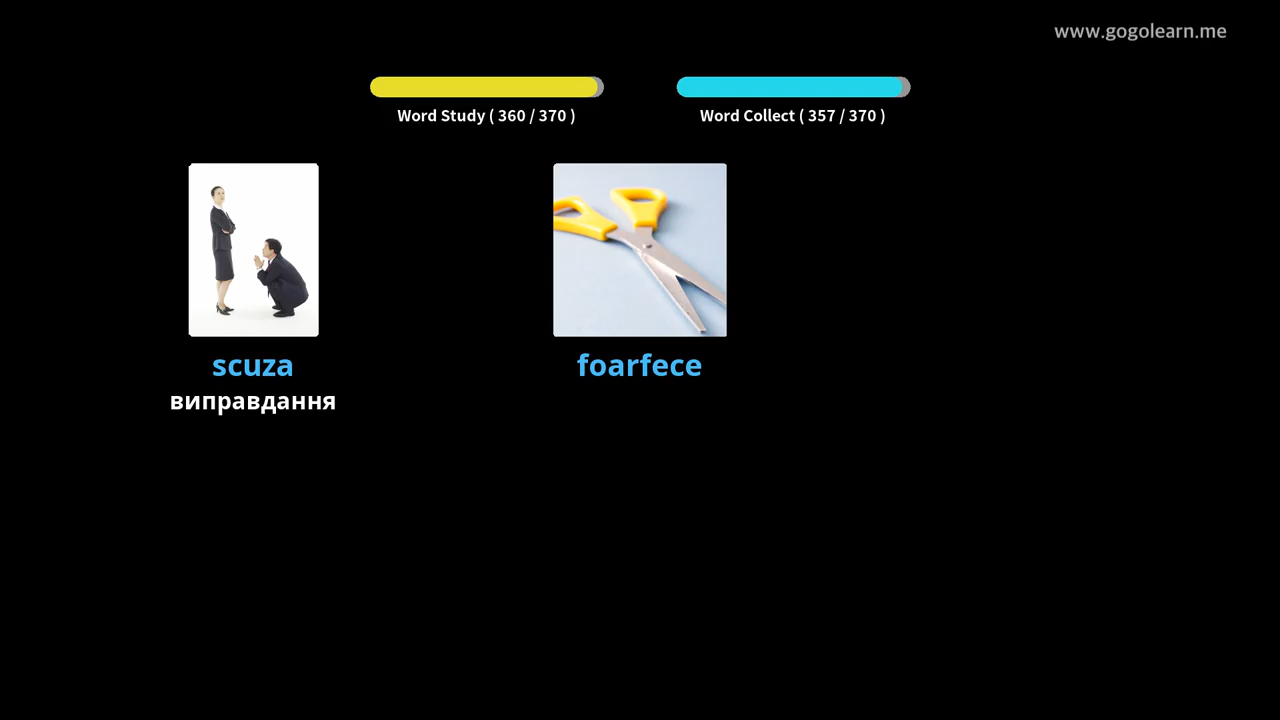 www.gogolearn.me
Word Study ( 360 / 370 )
Word Collect ( 357 / 370 )
scuza
foarfece
виправдання